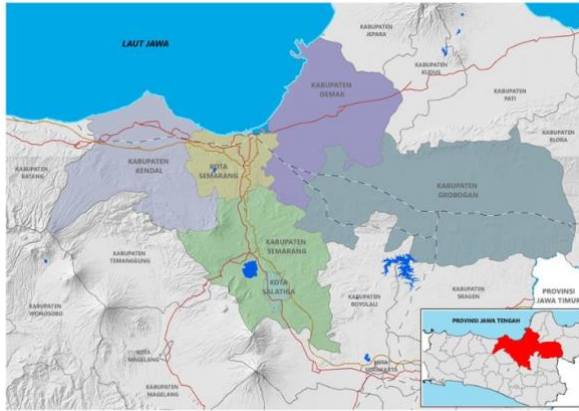 LAUT JAWA
KABUPATEN
JEPARA
KABUPATEN
KUDUS
KABUPATEN
DEMAK
KABUPATEN
PATI
KABUPATEN
BLORA
KABUPATEN
BATANG
KABUPATEN
KENDAL
KOTA
SEMARANG
KABUPATEN
GROBOGAN
KABUPATEN
SEMARANG
KABUPATEN
TEMANGGUNG
KOTA
SALATIGA
KABUPATEN
WONOSOBO
KABUPATEN
BOYOLALI
KABUPATEN
SRAGEN
PROVINSI
JAWA TIMUR
KOTA
MAGELANG
KABUPATEN
MAGELANG
KOTA
SURAKARTA
PROVINSI JAWA TENGAH